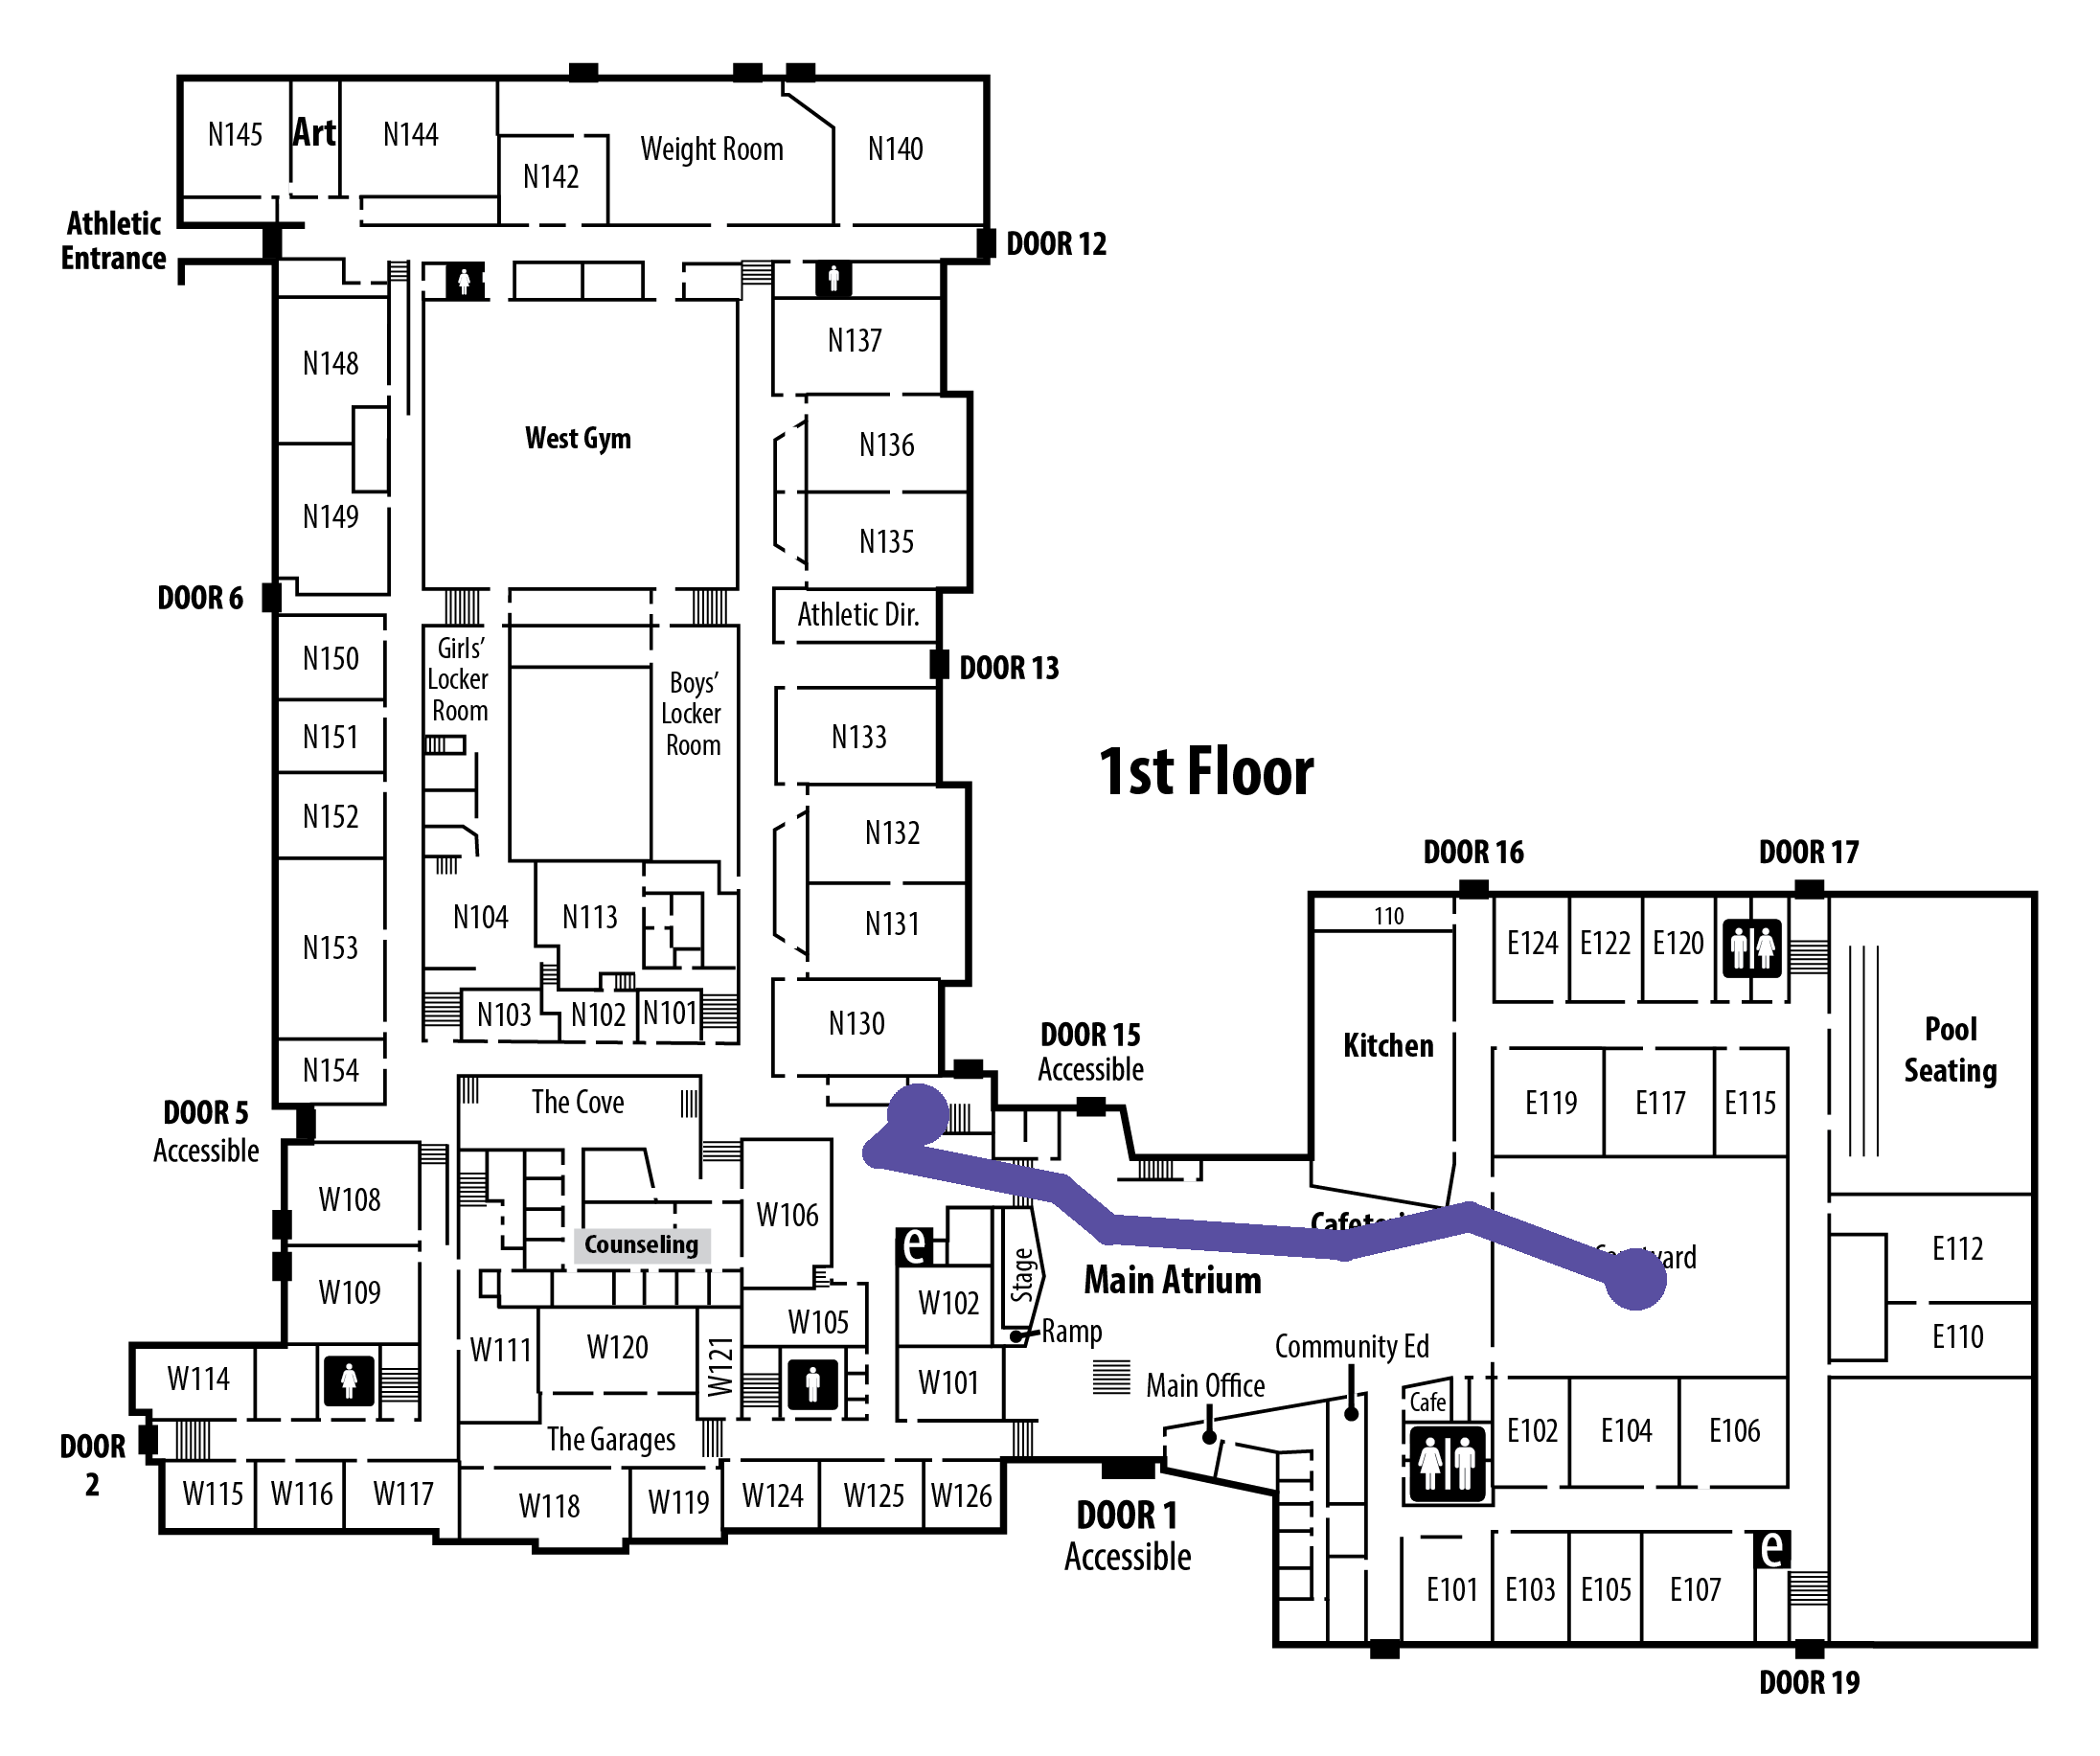 N145
Art
N144
N142
Weight Room
N140
Athletic
Entrance
DOOR 12
N148
N137
West Gym
N136
N149
N135
DOOR 6
Athletic Dir.
N150
Girls’
Locker
Room
Boys’
Locker
Room
DOOR 13
N151
N133
1st Floor
N152
N132
DOOR 16
DOOR 17
N153
N104
N113
N131
110
E124
E122
E120
N103
N102
N101
N130
DOOR 15
Accessible
Kitchen
Pool
Seating
N154
The Cove
E119
E117
E115
DOOR 5
Accessible
W108
W106
Counseling
e
Stage
Main Atrium
E112
W109
W102
W105
Ramp
E110
W111
W120
W121
Community Ed
W114
W101
Main Office
Cafe
The Garages
E102
E104
E106
DOOR
2
W115
W116
W117
W118
W119
W124
W125
W126
DOOR 1
Accessible
e
E101
E103
E105
E107
DOOR 19